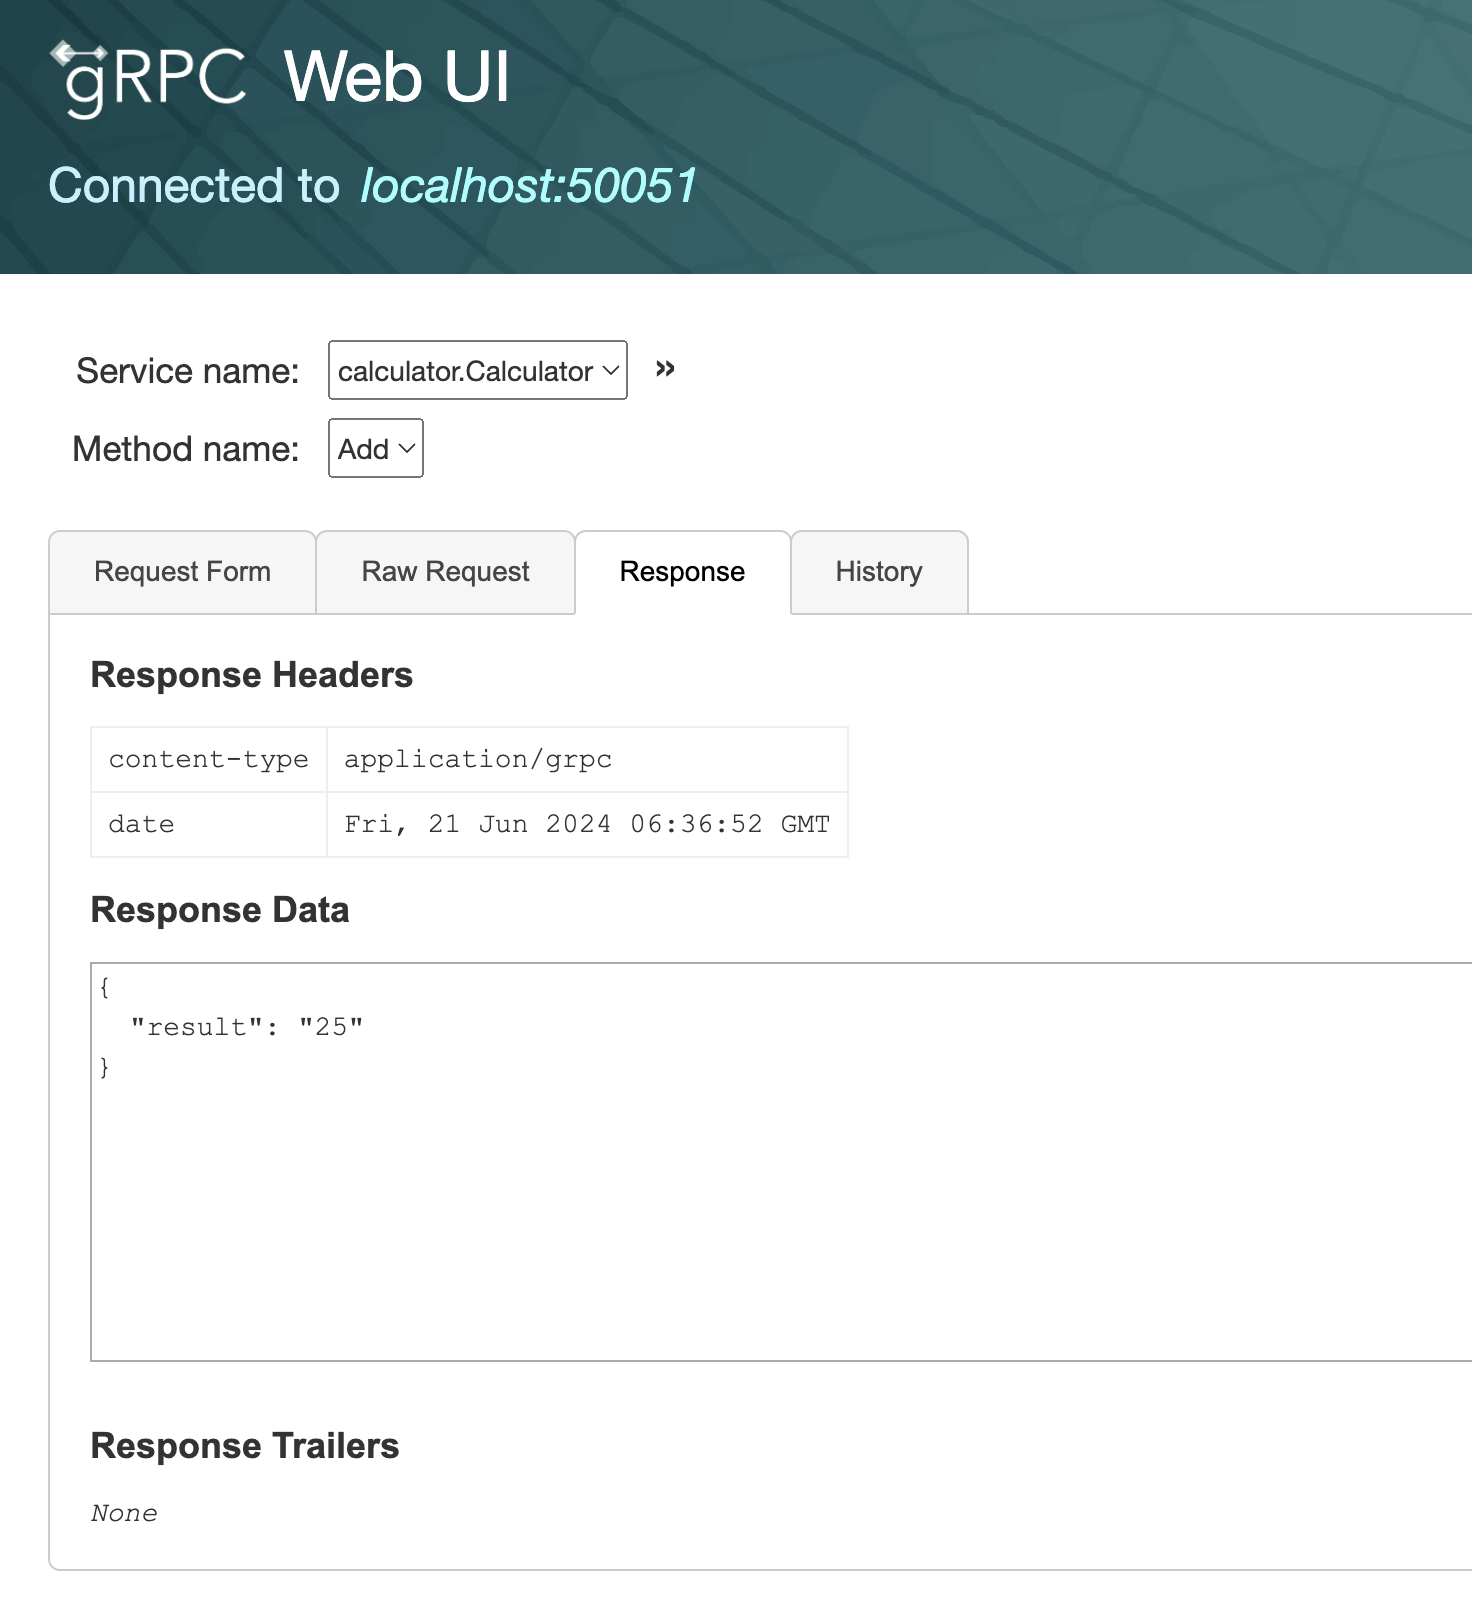 gRPC Web UI
Connected to localhost:50051
Service name: calculator.Calculator »
Method name: Add
Request Form Raw Request Response History
Response Headers
content-type application/grpc
date Fri, 21 Jun 2024 06:36:52 GMT
Response Data
{
  "result": "25"
}
Response Trailers
None